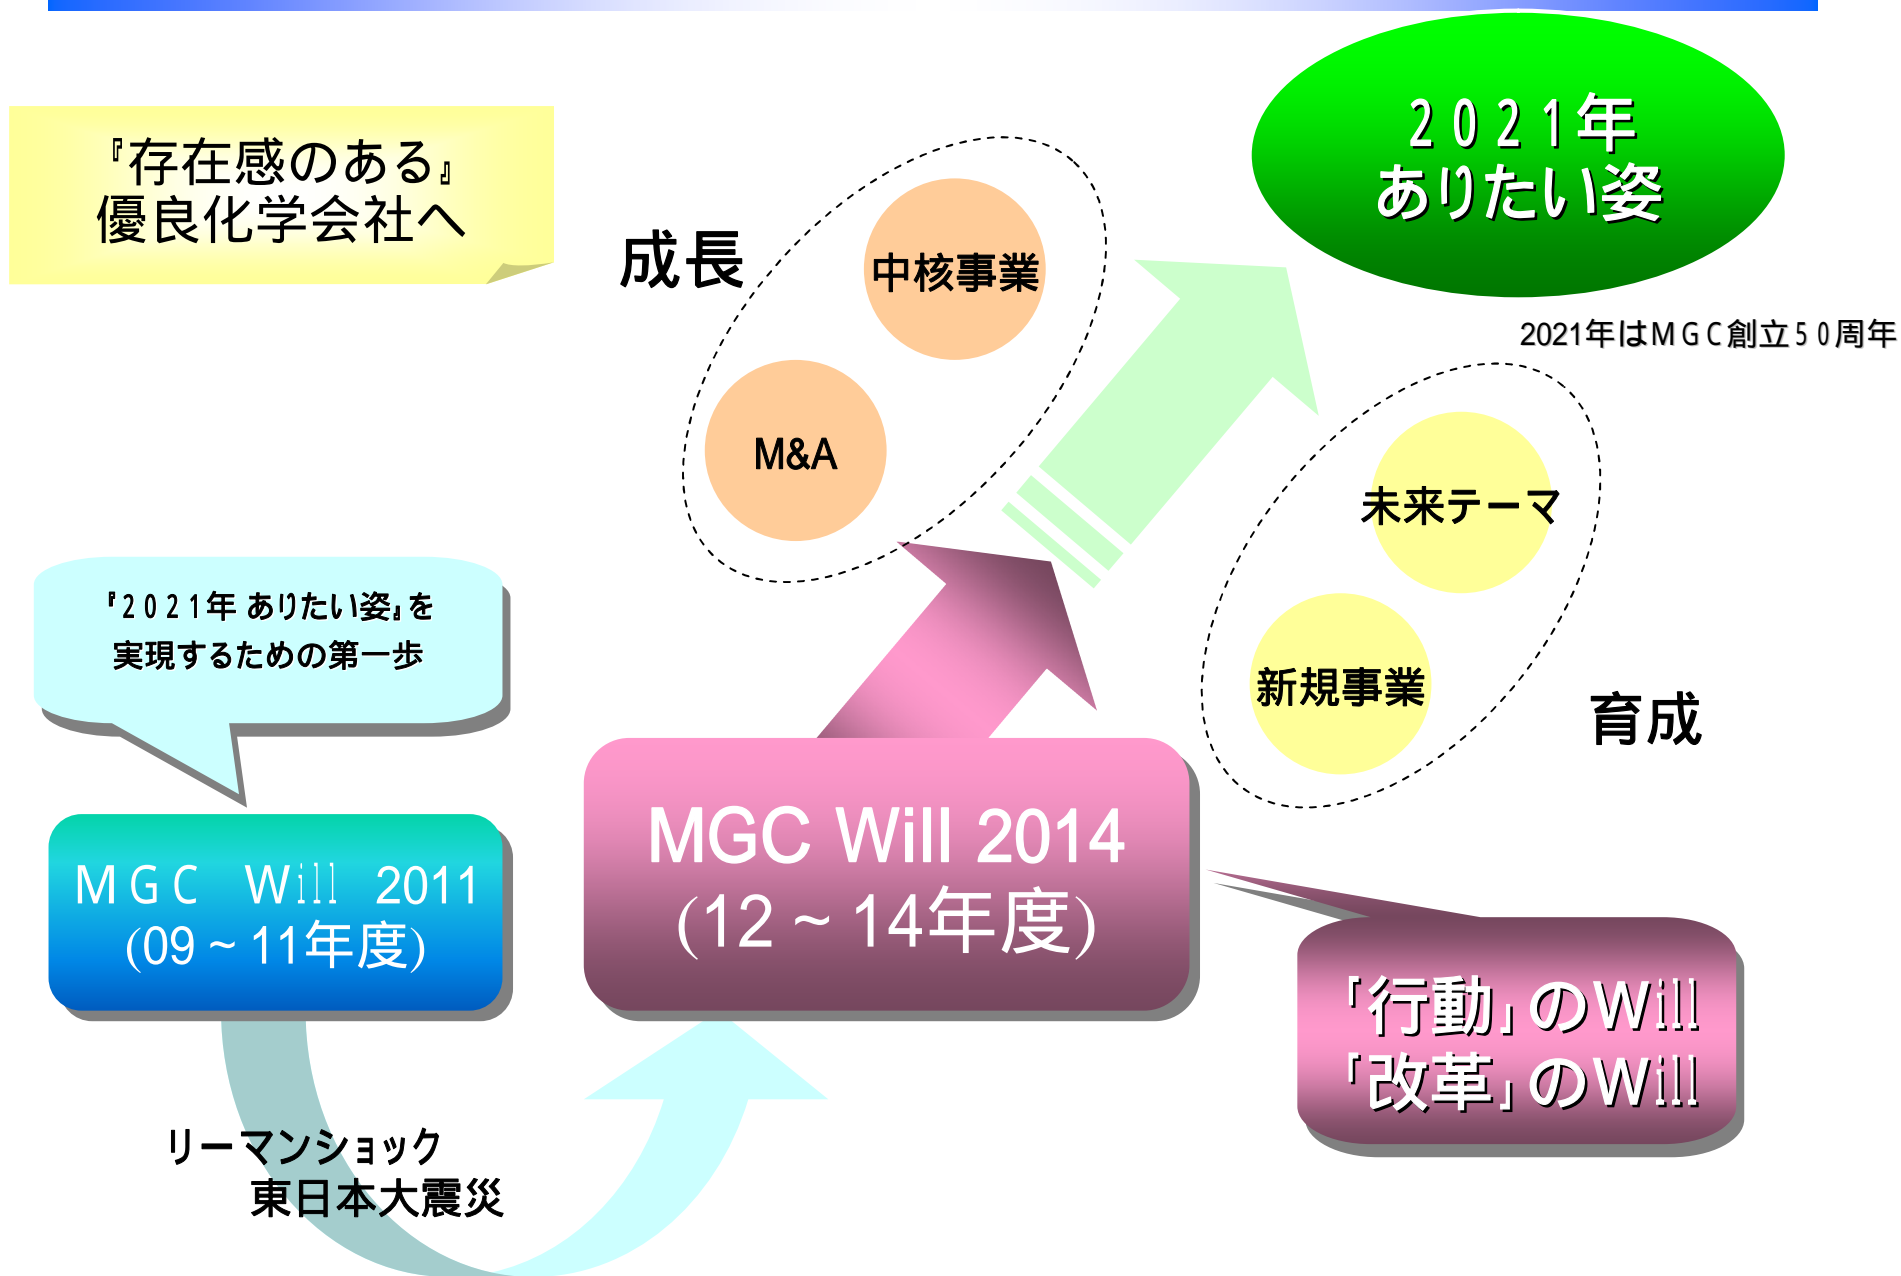 『存在感のある』
優良化学会社へ
２０２１年
ありたい姿
2021年はＭＧＣ創立５０周年
成長
中核事業
M&A
未来テーマ
新規事業
育成
『２０２１年 ありたい姿』を
実現するための第一歩
ＭＧＣ　Ｗｉｌｌ　2011
(09～11年度)
MGC Will 2014
(12～14年度)
「行動」のＷｉｌｌ
「改革」のＷｉｌｌ
リーマンショック
東日本大震災